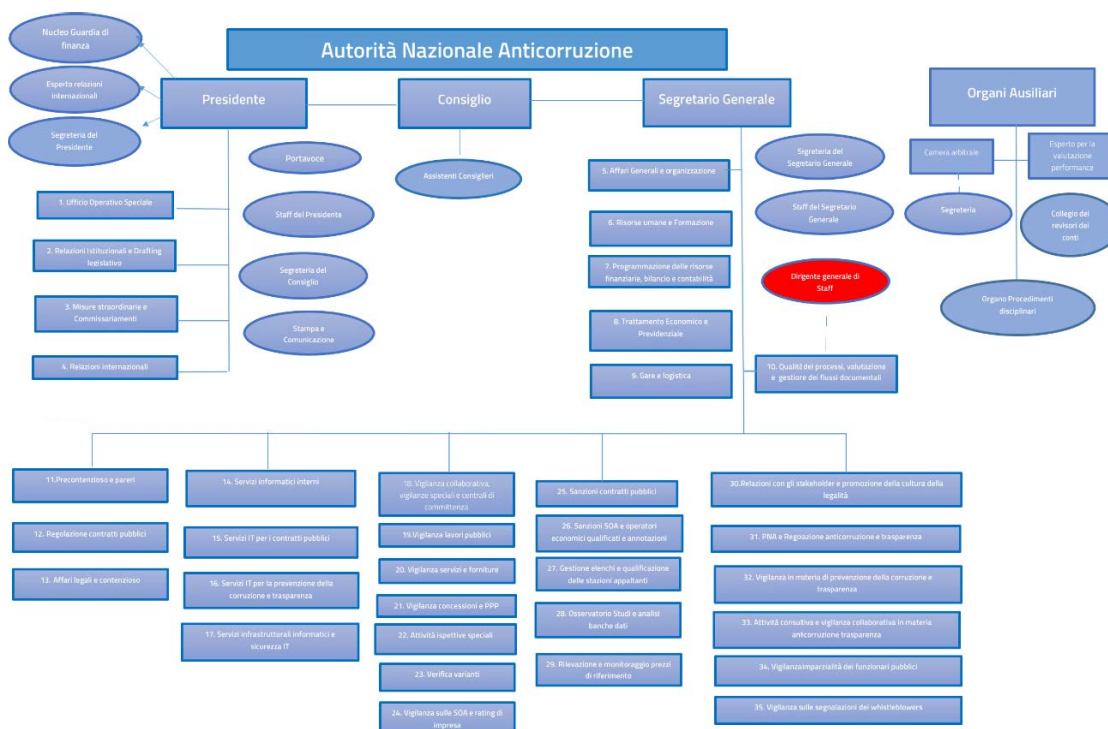 Autorità Nazionale Anticorruzione
Nucleo Guardia di
finanza
Esperto relazioni
internazionali
Segreteria del
Presidente
Presidente
Consiglio
Segretario Generale
Organi Ausiliari
Portavoce
Staff del Presidente
Segreteria del
Consiglio
Stampa e
Comunicazione
Assistenti Consiglieri
1. Ufficio Operativo Speciale
2. Relazioni Istituzionali e Drafting
legislativo
3. Misure straordinarie e
Commissariamenti
4. Relazioni internazionali
5. Affari Generali e organizzazione
6. Risorse umane e Formazione
7. Programmazione delle risorse
finanziarie, bilancio e contabilità
8. Trattamento Economico e
Previdenziale
9. Gare e logistica
Segreteria del
Segretario Generale
Staff del Segretario
Generale
Dirigente generale di
Staff
10. Qualità dei processi, valutazione
e gestione dei flussi documentali
Camera arbitrale
Esperto per la
valutazione
performance
Segreteria
Collegio dei
revisori dei
conti
Organo Procedimenti
disciplinari
11.Precontenzioso e pareri
12. Regolazione contratti pubblici
13. Affari legali e contenzioso
14. Servizi informatici interni
15. Servizi IT per i contratti pubblici
16. Servizi IT per la prevenzione della
corruzione e trasparenza
17. Servizi infrastrutturali informatici e
sicurezza IT
18. Vigilanza collaborativa,
vigilanze speciali e centrali di
committenza
19.Vigilanza lavori pubblici
20. Vigilanza servizi e forniture
21. Vigilanza concessioni e PPP
22. Attività ispettive speciali
23. Verifica varianti
24. Vigilanza sulle SOA e rating di
impresa
25. Sanzioni contratti pubblici
26. Sanzioni SOA e operatori
economici qualificati e annotazioni
27. Gestione elenchi e qualificazione
delle stazioni appaltanti
28. Osservatorio Studi e analisi
banche dati
29. Rilevazione e monitoraggio prezzi
di riferimento
30.Relazioni con gli stakeholder e promozione della cultura della
legalità
31. PNA e Regoazione anticorruzione e trasparenza
32. Vigilanza in materia di prevenzione della corruzione e
trasparenza
33. Attività consultiva e vigilanza collaborativa in materia
anticorruzione trasparenza
34. Vigilanzaimparzialità dei funzionari pubblici
35. Vigilanza sulle segnalazioni dei whistleblowers